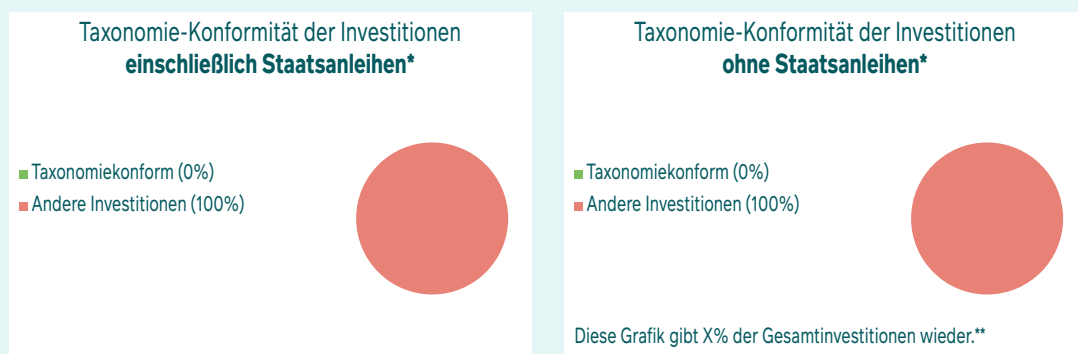 Taxonomie-Konformität der Investitionen
einschließlich Staatsanleihen*
Taxonomiekonform (0%)
Andere Investitionen (100%)
Taxonomie-Konformität der Investitionen
ohne Staatsanleihen*
Taxonomiekonform (0%)
Andere Investitionen (100%)
Diese Grafik gibt X% der Gesamtinvestitionen wieder.**